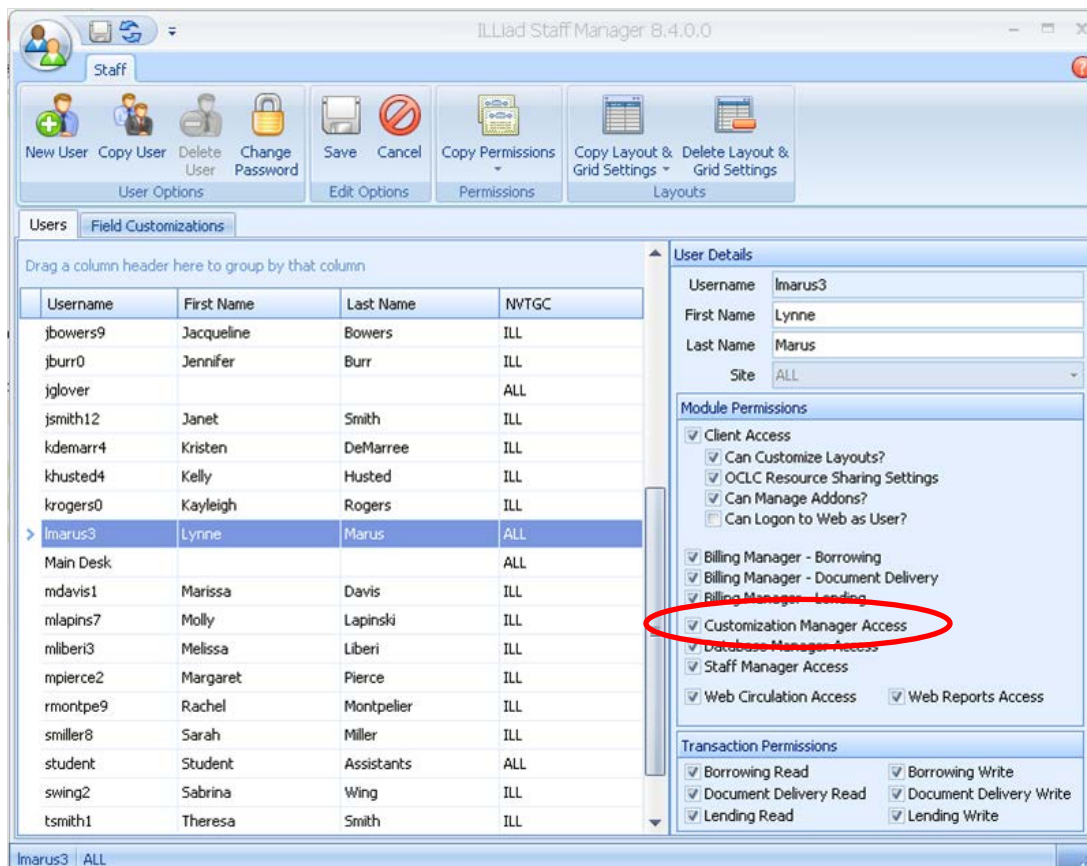 ILLiad Staff Manager 8.4.0.0
Staff
New User Copy User Delete User Change Password Save Cancel Copy Permissions Copy Layout & Grid Settings Delete Layout & Grid Settings
User Options Edit Options Permissions Layouts
Users Field Customizations
Drag a column header here to group by that column
Username First Name Last Name NVTGC
jbowers9 Jacqueline Bowers ILL
jburr0 Jennifer Burr ILL
jglover ALL
jsmith12 Janet Smith ILL
kdemarr4 Kristen DeMarree ILL
khusted4 Kelly Husted ILL
krogers0 Kayleigh Rogers ILL
lmarus3 Lynne Marus ALL
Main Desk ALL
mdavis1 Marissa Davis ILL
mlapins7 Molly Lapinski ILL
mliberi3 Melissa Liberi ILL
mpierce2 Margaret Pierce ILL
rmontpe9 Rachel Montpelier ILL
smiller8 Sarah Miller ILL
student Student Assistants ALL
swing2 Sabrina Wing ILL
tsmith1 Theresa Smith ILL
User Details
Username lmarus3
First Name Lynne
Last Name Marus
Site ALL
Module Permissions
Client Access
Can Customize Layouts?
OCLC Resource Sharing Settings
Can Manage Addons?
Can Logon to Web as User?
Billing Manager - Borrowing
Billing Manager - Document Delivery
Billing Manager - Lending
Customization Manager Access
Database Manager Access
Staff Manager Access
Web Circulation Access Web Reports Access
Transaction Permissions
Borrowing Read Borrowing Write
Document Delivery Read Document Delivery Write
Lending Read Lending Write
lmarus3 ALL